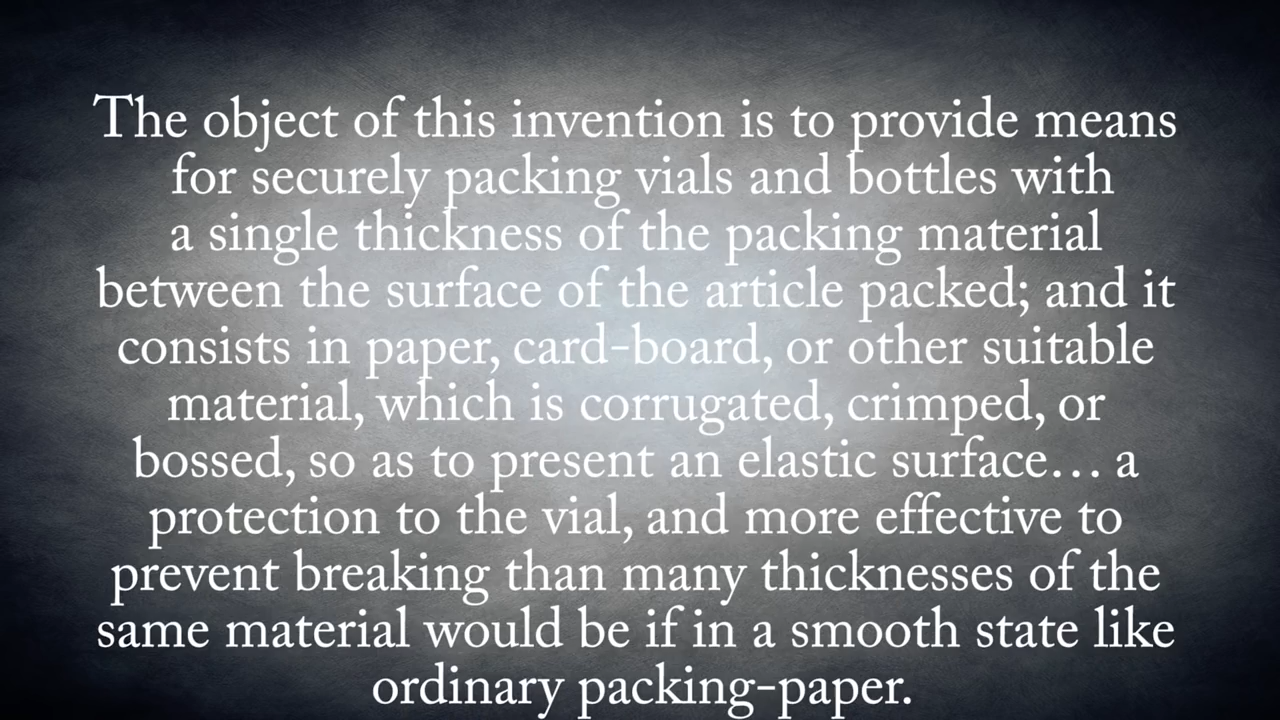 The object of this invention is to provide means
for securely packing vials and bottles with
a single thickness of the packing material
between the surface of the article packed; and it
consists in paper, card-board, or other suitable
material, which is corrugated, crimped, or
bossed, so as to present an elastic surface… a
protection to the vial, and more effective to
prevent breaking than many thicknesses of the
same material would be if in a smooth state like
ordinary packing-paper.